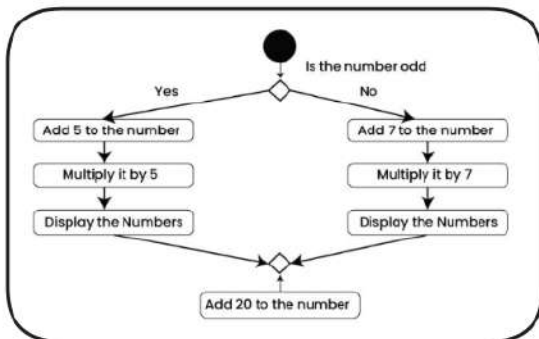 Is the number odd
Yes
No
Add 5 to the number
Add 7 to the number
Multiply it by 5
Multiply it by 7
Display the Numbers
Display the Numbers
Add 20 to the number